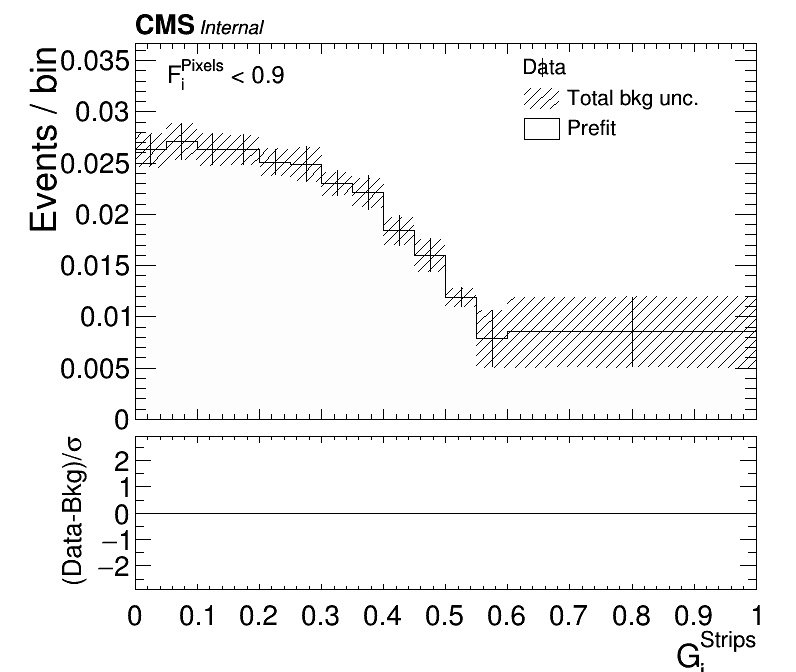 CMS Internal
F_i^Pixels < 0.9
Data
Total bkg unc.
Prefit
Events / bin
0.035
0.03
0.025
0.02
0.015
0.01
0.005
0
(Data-Bkg)/σ
2
1
0
−1
−2
0 0.1 0.2 0.3 0.4 0.5 0.6 0.7 0.8 0.9 1
G_i^Strips